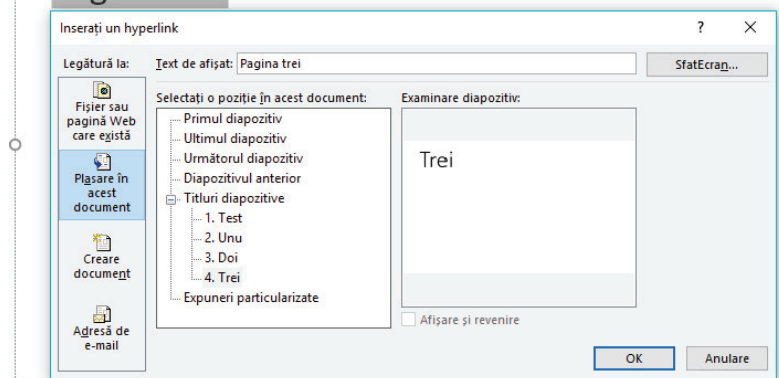 Inserați un hyperlink
?
Legătură la:
Text de afișat: Pagina trei
SfatEcran...
Fișier sau
pagină Web
care există
Plasare în
acest
document
Creare
document
Adresă de
e-mail
Selectați o poziție în acest document:
Primul diapozitiv
Ultimul diapozitiv
Următorul diapozitiv
Diapozitivul anterior
Titluri diapozitive
1. Test
2. Unu
3. Doi
4. Trei
Expuneri particularizate
Examinare diapozitiv:
Trei
Afișare și revenire
OK
Anulare